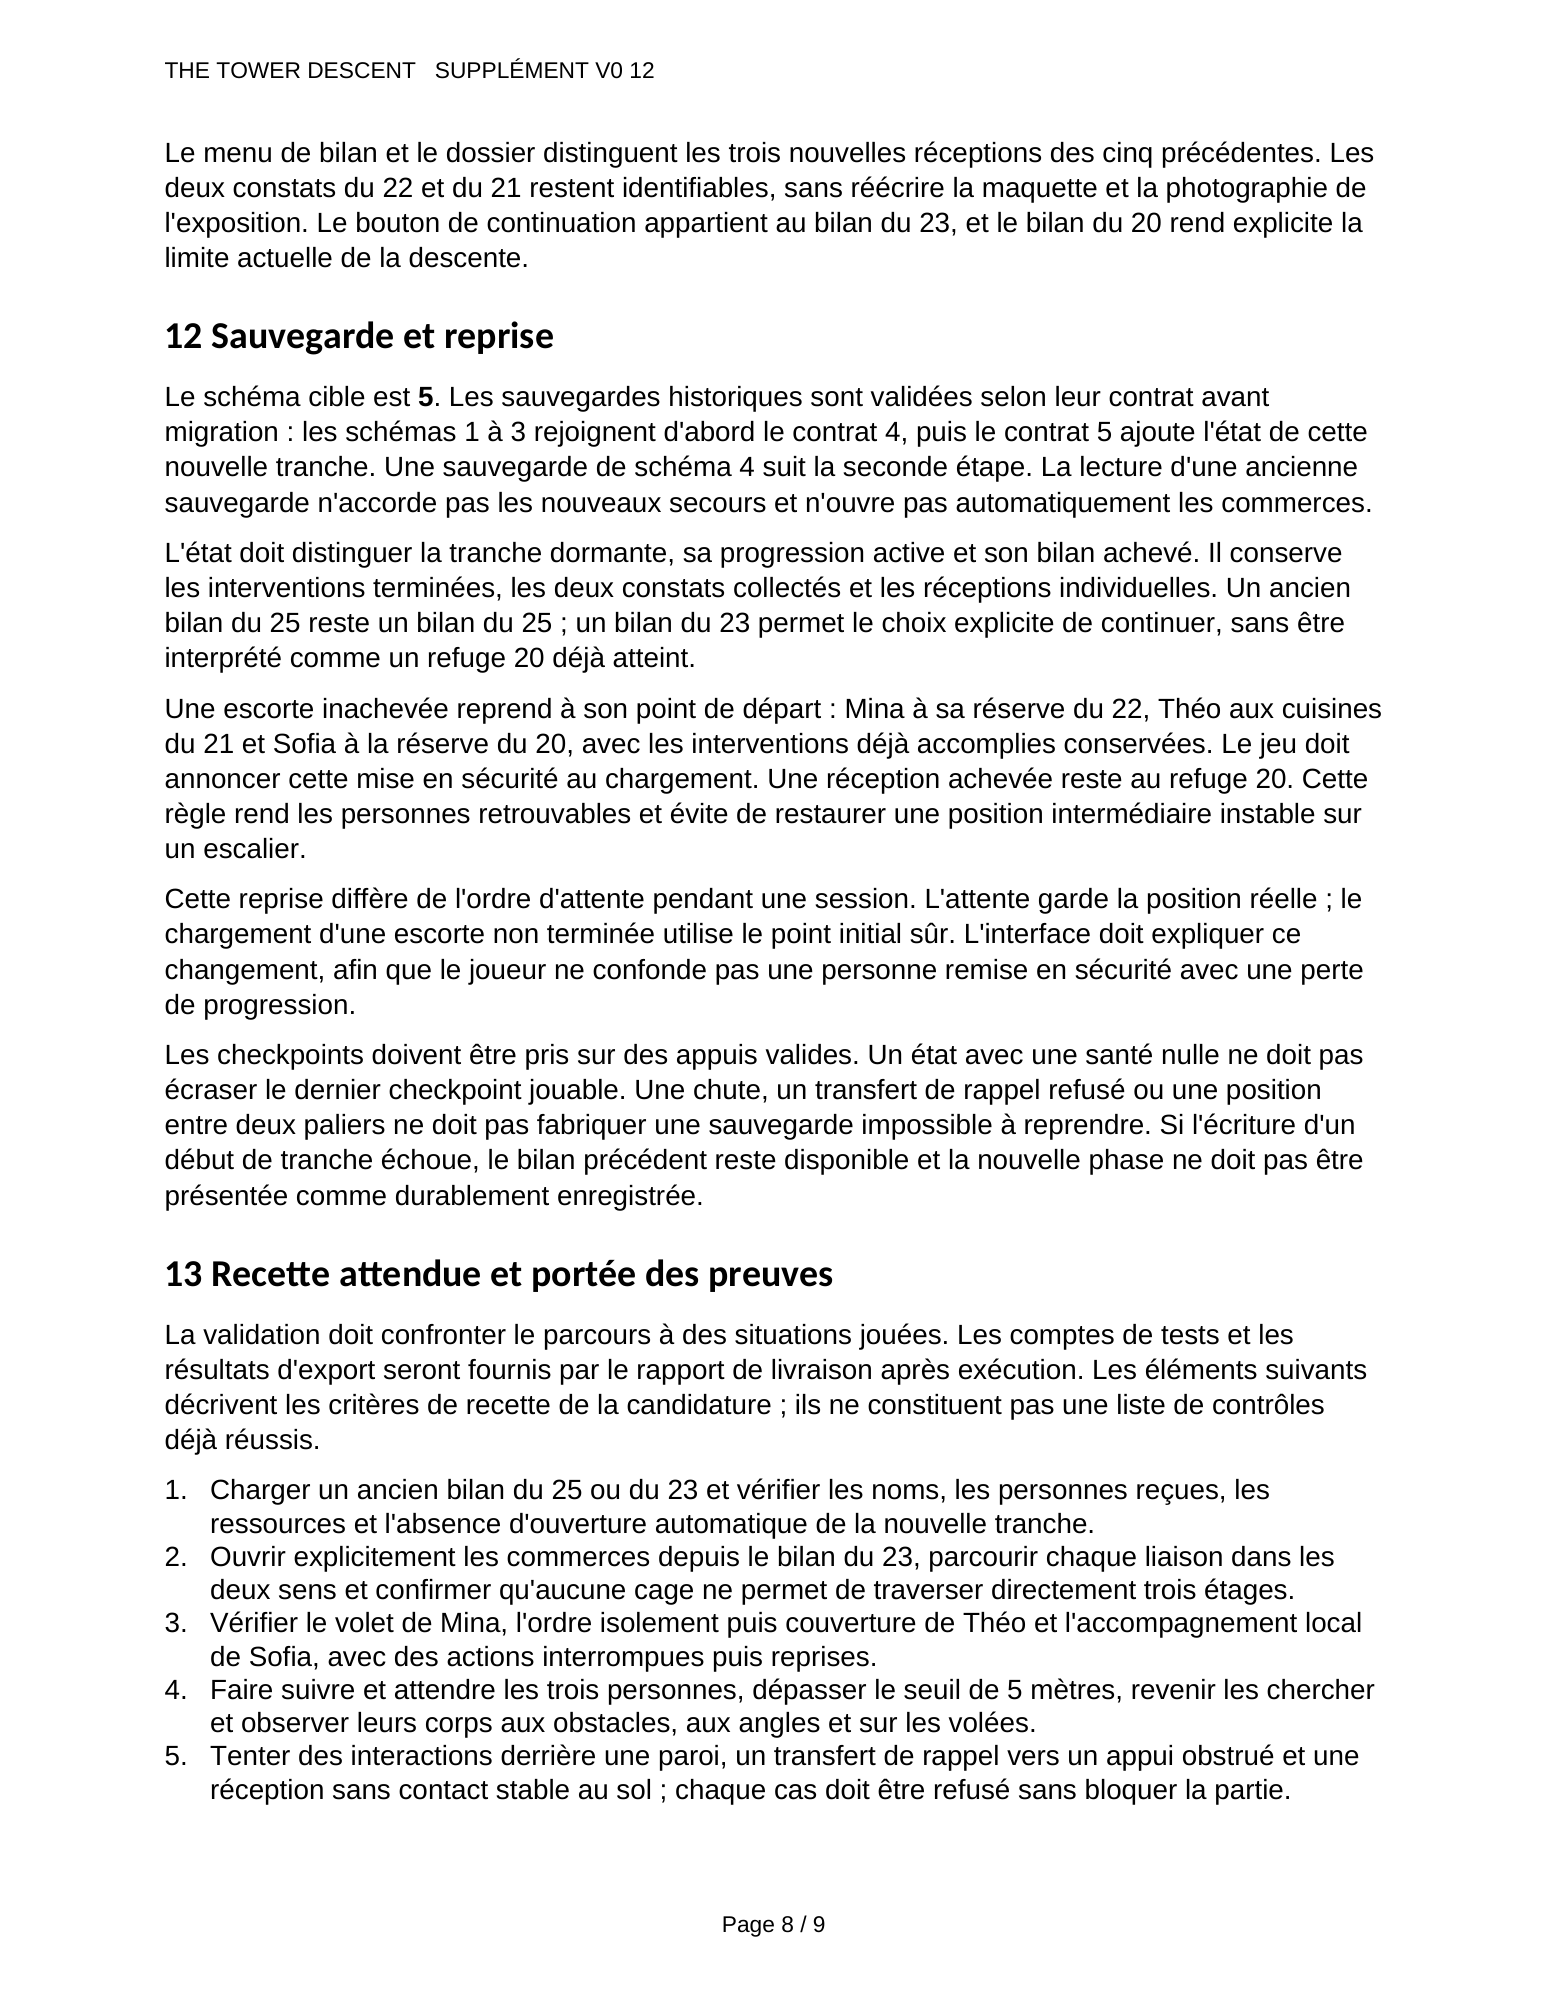 THE TOWER DESCENT SUPPLÉMENT V0 12
Le menu de bilan et le dossier distinguent les trois nouvelles réceptions des cinq précédentes. Les
deux constats du 22 et du 21 restent identifiables, sans réécrire la maquette et la photographie de
l'exposition. Le bouton de continuation appartient au bilan du 23, et le bilan du 20 rend explicite la
limite actuelle de la descente.
12 Sauvegarde et reprise
Le schéma cible est 5. Les sauvegardes historiques sont validées selon leur contrat avant
migration : les schémas 1 à 3 rejoignent d'abord le contrat 4, puis le contrat 5 ajoute l'état de cette
nouvelle tranche. Une sauvegarde de schéma 4 suit la seconde étape. La lecture d'une ancienne
sauvegarde n'accorde pas les nouveaux secours et n'ouvre pas automatiquement les commerces.
L'état doit distinguer la tranche dormante, sa progression active et son bilan achevé. Il conserve
les interventions terminées, les deux constats collectés et les réceptions individuelles. Un ancien
bilan du 25 reste un bilan du 25 ; un bilan du 23 permet le choix explicite de continuer, sans être
interprété comme un refuge 20 déjà atteint.
Une escorte inachevée reprend à son point de départ : Mina à sa réserve du 22, Théo aux cuisines
du 21 et Sofia à la réserve du 20, avec les interventions déjà accomplies conservées. Le jeu doit
annoncer cette mise en sécurité au chargement. Une réception achevée reste au refuge 20. Cette
règle rend les personnes retrouvables et évite de restaurer une position intermédiaire instable sur
un escalier.
Cette reprise diffère de l'ordre d'attente pendant une session. L'attente garde la position réelle ; le
chargement d'une escorte non terminée utilise le point initial sûr. L'interface doit expliquer ce
changement, afin que le joueur ne confonde pas une personne remise en sécurité avec une perte
de progression.
Les checkpoints doivent être pris sur des appuis valides. Un état avec une santé nulle ne doit pas
écraser le dernier checkpoint jouable. Une chute, un transfert de rappel refusé ou une position
entre deux paliers ne doit pas fabriquer une sauvegarde impossible à reprendre. Si l'écriture d'un
début de tranche échoue, le bilan précédent reste disponible et la nouvelle phase ne doit pas être
présentée comme durablement enregistrée.
13 Recette attendue et portée des preuves
La validation doit confronter le parcours à des situations jouées. Les comptes de tests et les
résultats d'export seront fournis par le rapport de livraison après exécution. Les éléments suivants
décrivent les critères de recette de la candidature ; ils ne constituent pas une liste de contrôles
déjà réussis.
1. Charger un ancien bilan du 25 ou du 23 et vérifier les noms, les personnes reçues, les
ressources et l'absence d'ouverture automatique de la nouvelle tranche.
2. Ouvrir explicitement les commerces depuis le bilan du 23, parcourir chaque liaison dans les
deux sens et confirmer qu'aucune cage ne permet de traverser directement trois étages.
3. Vérifier le volet de Mina, l'ordre isolement puis couverture de Théo et l'accompagnement local
de Sofia, avec des actions interrompues puis reprises.
4. Faire suivre et attendre les trois personnes, dépasser le seuil de 5 mètres, revenir les chercher
et observer leurs corps aux obstacles, aux angles et sur les volées.
5. Tenter des interactions derrière une paroi, un transfert de rappel vers un appui obstrué et une
réception sans contact stable au sol ; chaque cas doit être refusé sans bloquer la partie.
Page 8 / 9